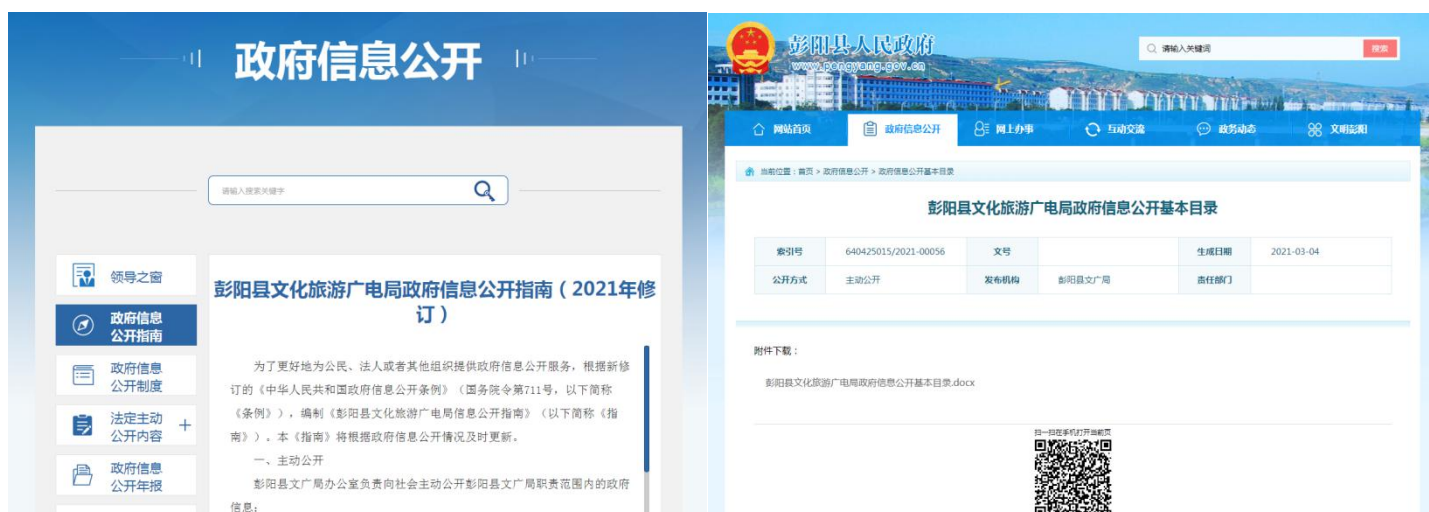 政府信息公开
请输入搜索关键字
领导之窗
政府信息
公开指南
政府信息
公开制度
法定主动
公开内容
政府信息
公开年报
彭阳县文化旅游广电局政府信息公开指南（2021年修
订）
为了更好地为公民、法人或者其他组织提供政府信息公开服务，根据新修
订的《中华人民共和国政府信息公开条例》（国务院令第711号，以下简称
《条例》），编制《彭阳县文化旅游广电局信息公开指南》（以下简称《指
南》）。本《指南》将根据政府信息公开情况及时更新。
一、主动公开
彭阳县文广局办公室负责向社会主动公开彭阳县文广局职责范围内的政府
信息：
彭阳县人民政府
www.pengyang.gov.cn
请输入关键词
搜索
网站首页 政府信息公开 网上办事 互动交流 政务动态 文明彭阳
当前位置：首页 > 政府信息公开 > 政府信息公开基本目录
彭阳县文化旅游广电局政府信息公开基本目录
索引号 640425015/2021-00056 文号 生成日期 2021-03-04
公开方式 主动公开 发布机构 彭阳县文广局 责任部门
附件下载：
彭阳县文化旅游广电局政府信息公开基本目录.docx
扫一扫在手机打开当前页